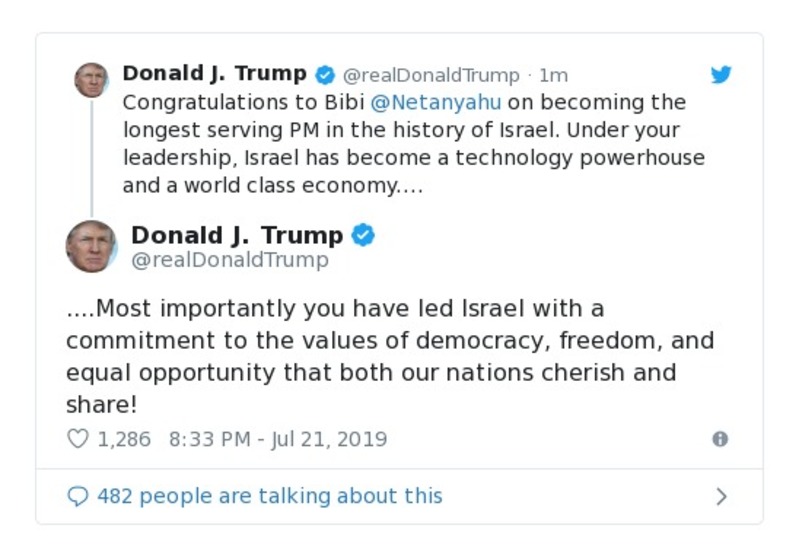 Donald J. Trump @realDonaldTrump · 1m
Congratulations to Bibi @Netanyahu on becoming the
longest serving PM in the history of Israel. Under your
leadership, Israel has become a technology powerhouse
and a world class economy....
Donald J. Trump
@realDonaldTrump
....Most importantly you have led Israel with a
commitment to the values of democracy, freedom, and
equal opportunity that both our nations cherish and
share!
1,286 8:33 PM - Jul 21, 2019
482 people are talking about this